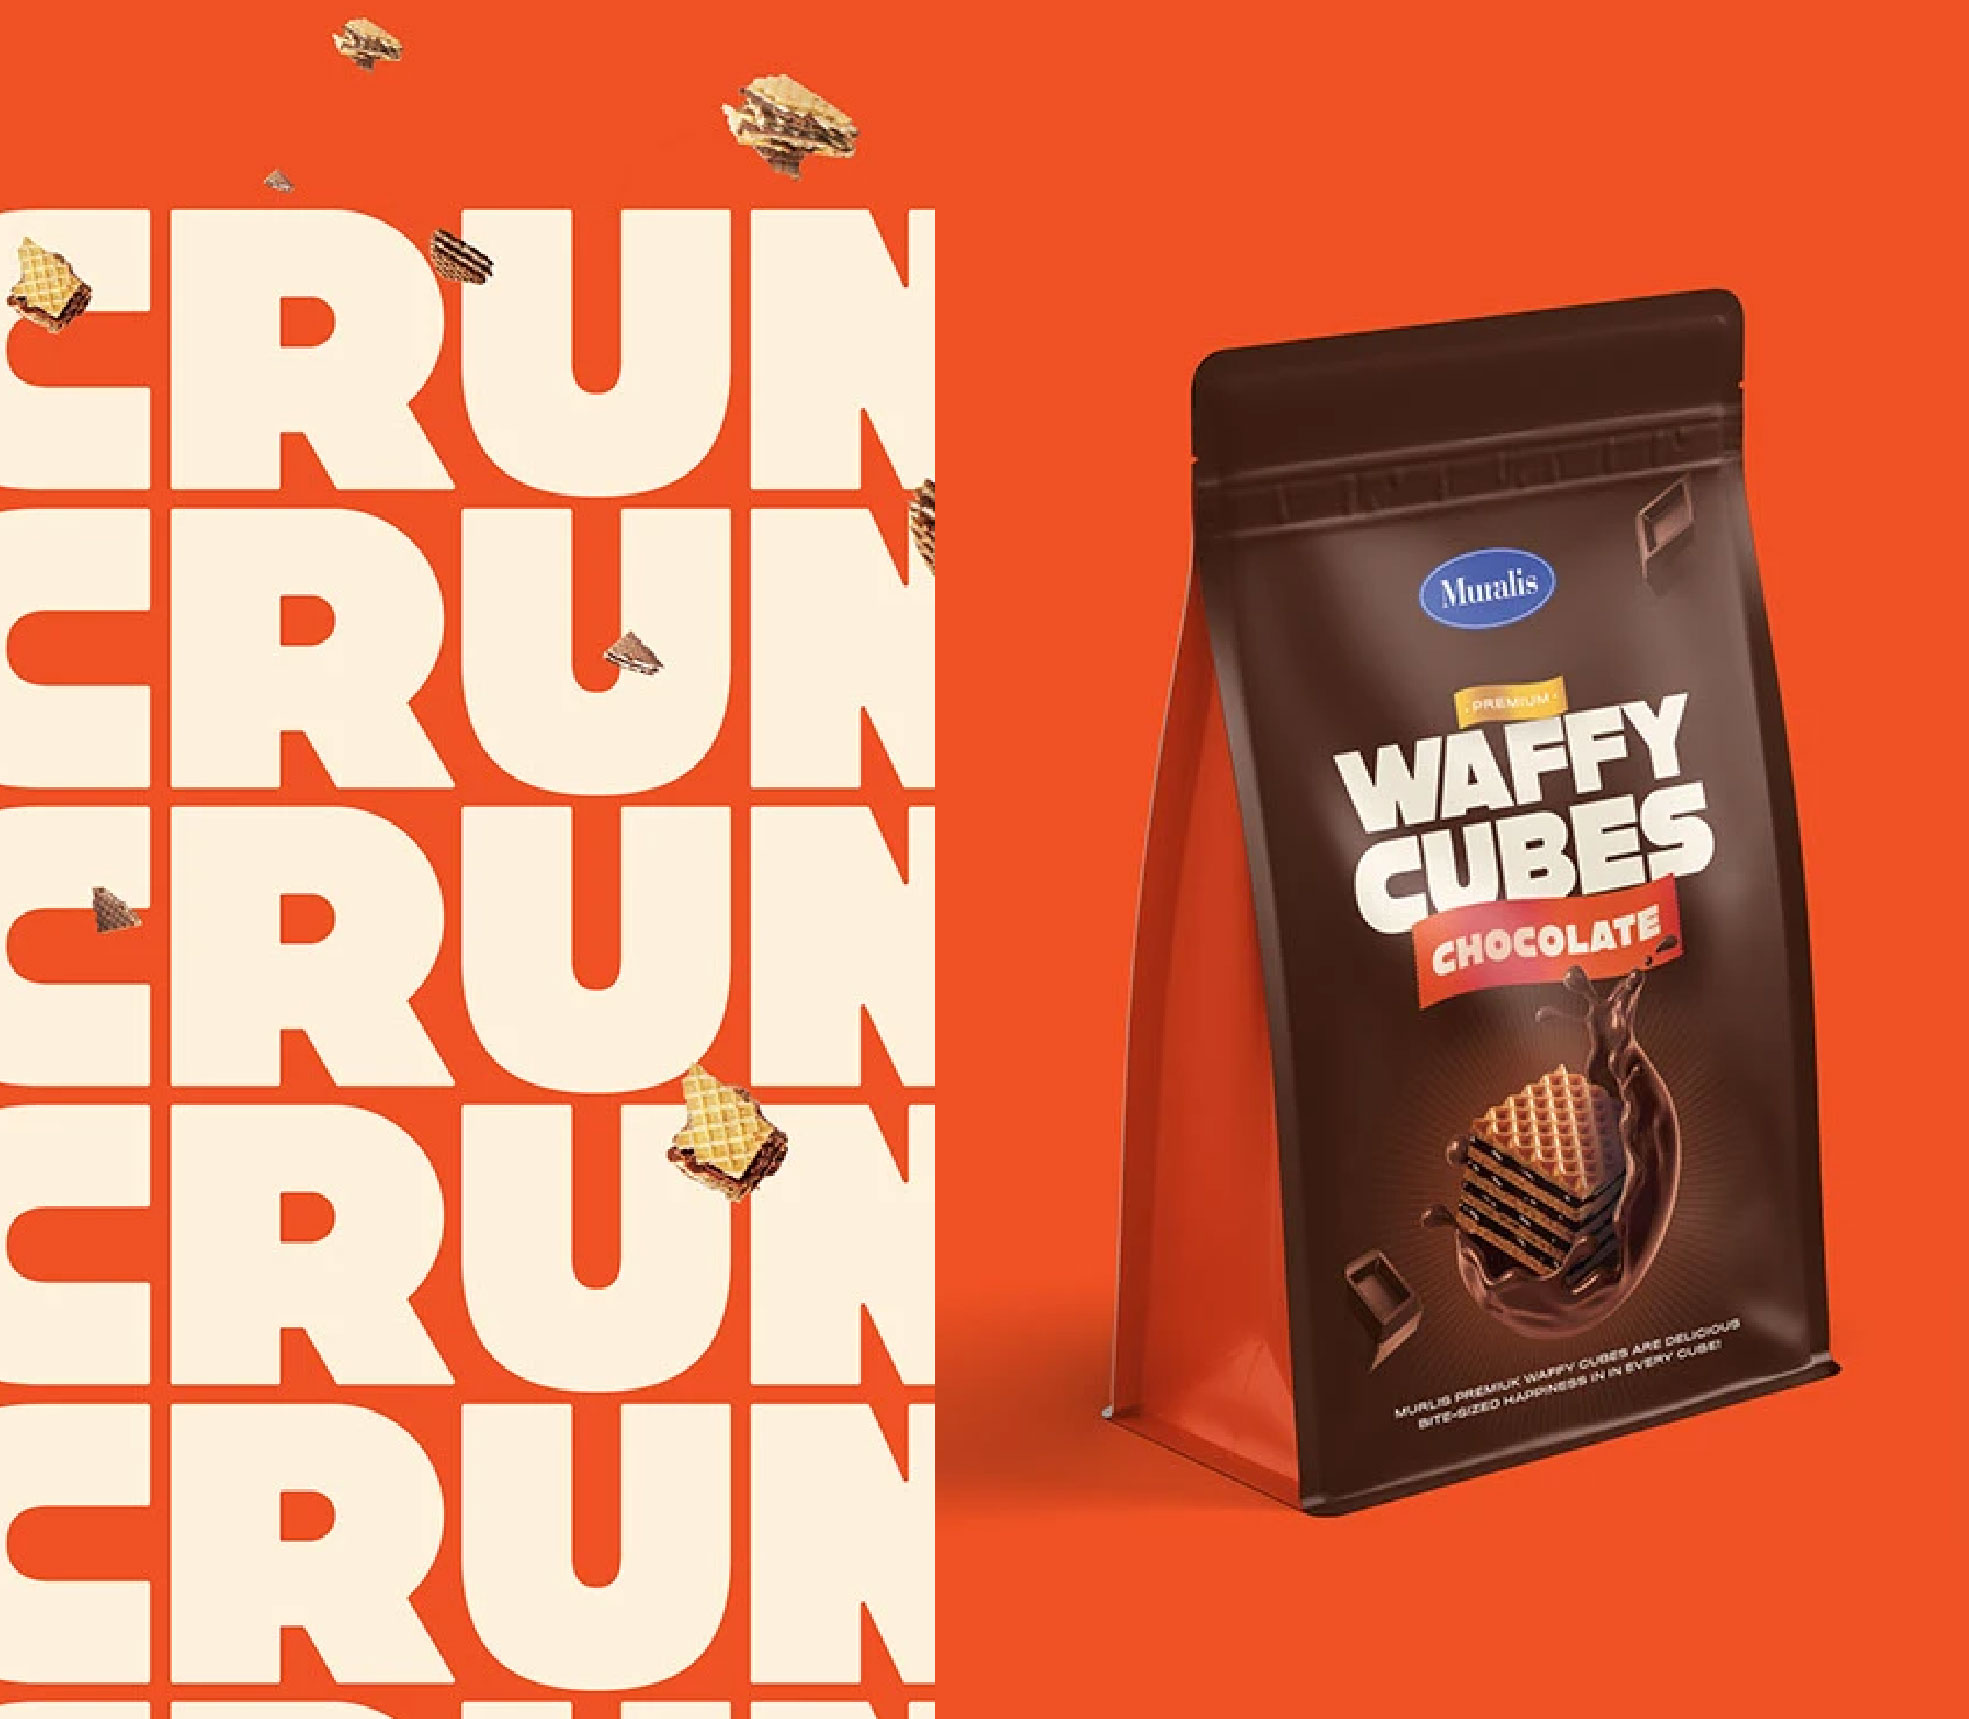 CRUN
CRUN
CRUN
CRUN
CRUN
Muralis
PREMIUM
WAFFY
CUBES
CHOCOLATE
MURLIS PREMIUK WAFFY CUBES ARE DELICIOUS
BITE-SIZED HAPPINESS IN IN EVERY CUBE!